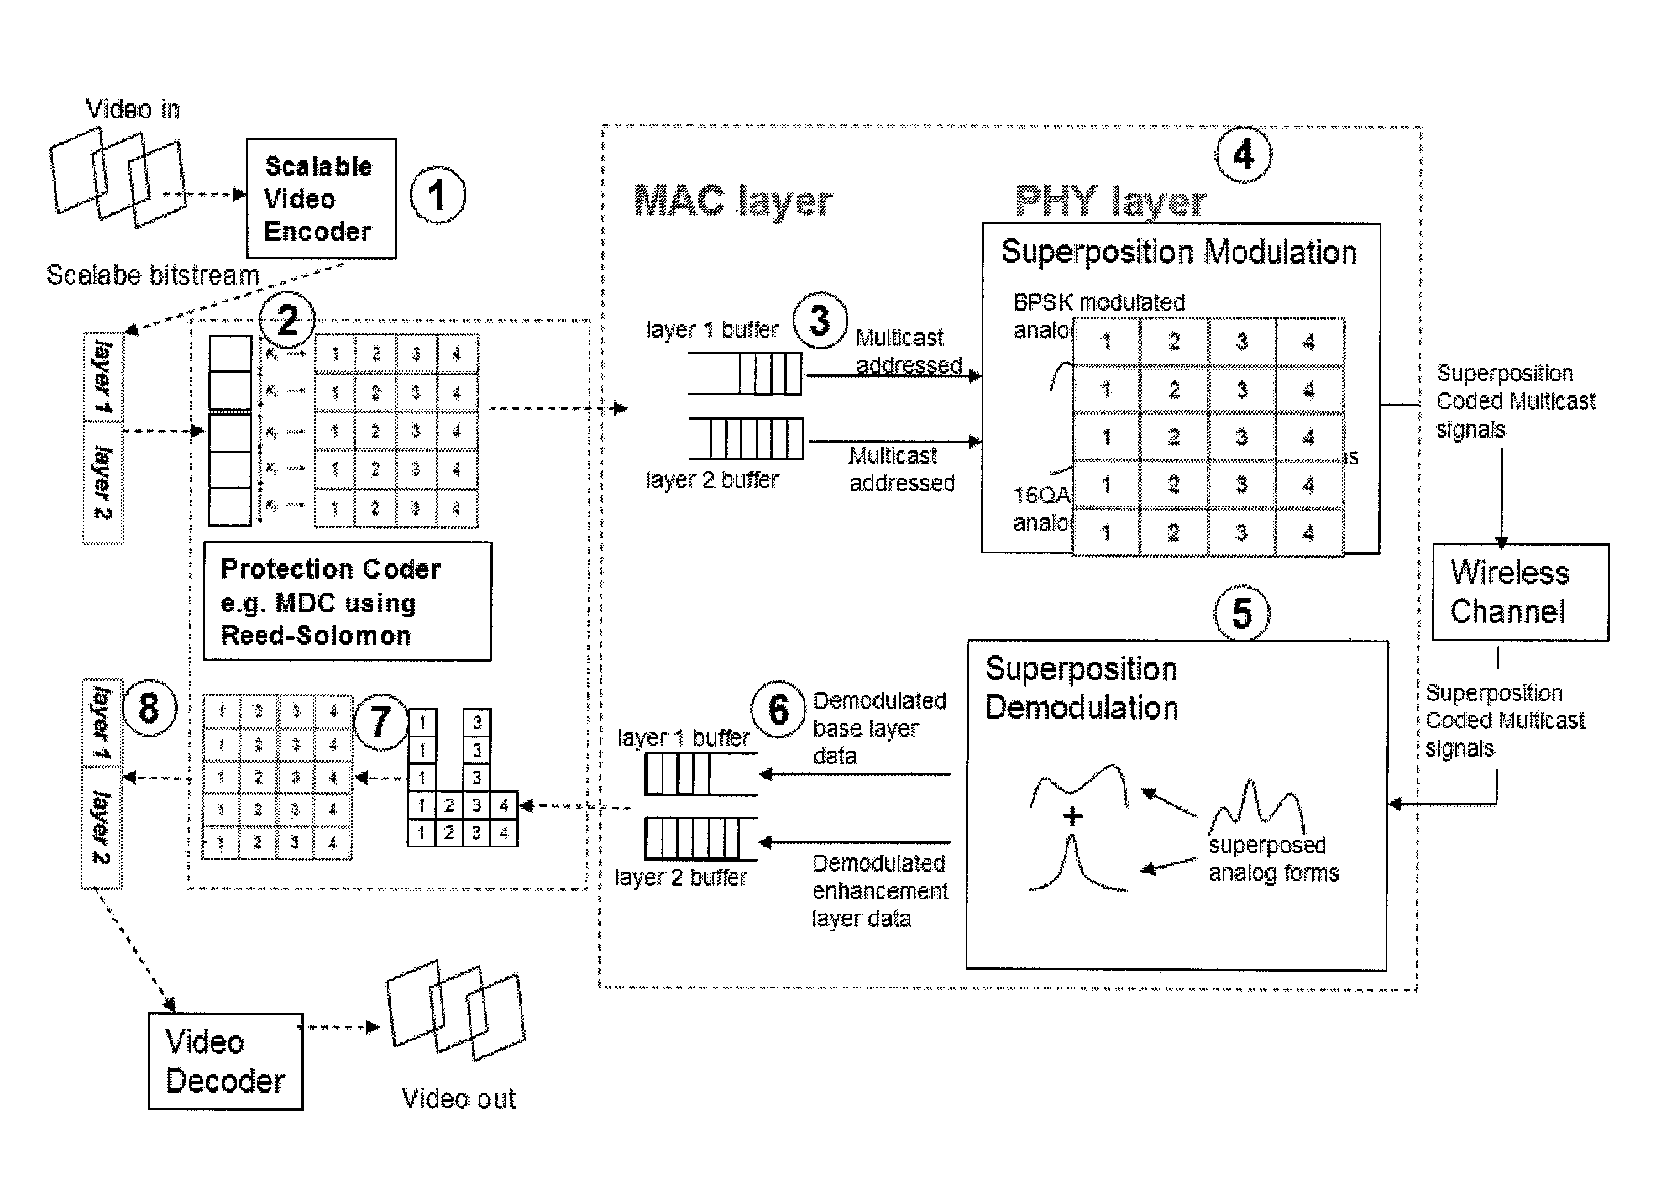 Video in
Scalable
Video
Encoder
1
Scalabe bitstream
layer 1
layer 2
2
1 2 3 4
1 2 3 4
1 2 3 4
1 2 3 4
1 2 3 4
Protection Coder
e.g. MDC using
Reed-Solomon
MAC layer
layer 1 buffer
3
Multicast
addressed
Multicast
addressed
layer 2 buffer
4
PHY layer
Superposition Modulation
BPSK modulated
analo
1 2 3 4
1 2 3 4
1 2 3 4
1 2 3 4
1 2 3 4
16QA
analo
Superposition
Coded Multicast
signals
Wireless
Channel
Superposition
Coded Multicast
signals
5
Superposition
Demodulation
+
superposed
analog forms
6
Demodulated
base layer
data
layer 1 buffer
layer 2 buffer
Demodulated
enhancement
layer data
7
1 3
1 3
1 3
1 2 3 4
1 2 3 4
1 2 3 4
1 2 3 4
1 2 3 4
1 2 3 4
1 2 3 4
8
layer 1
layer 2
Video
Decoder
Video out